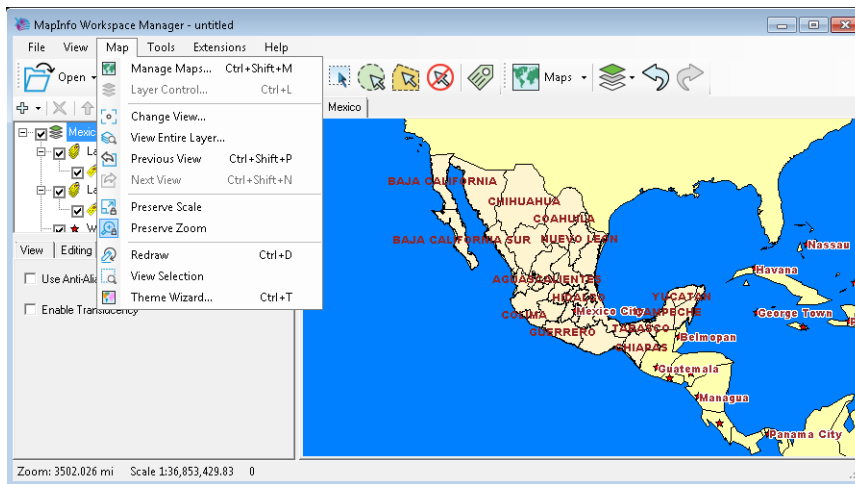 MapInfo Workspace Manager - untitled
File View Map Tools Extensions Help
Open Maps
Manage Maps... Ctrl+Shift+M
Layer Control... Ctrl+L
Change View...
View Entire Layer...
Previous View Ctrl+Shift+P
Next View Ctrl+Shift+N
Preserve Scale
Preserve Zoom
Redraw Ctrl+D
View Selection
Theme Wizard... Ctrl+T
Mexic
La
La
W
View Editing
Use Anti-Alia
Enable Translucency
Mexico
BAJA CALIFORNIA
CHIHUAHUA
COAHUILA
BAJA CALIFORNIA SUR NUEVO LEON
Nassau
Havana
AGUASCALIENTES
HIDALGO YUCATAN
COLIMA Mexico City CAMPECHE George Town
GUERRERO TABASCO
Belmopan
CHIAPAS
Guatemala
Managua
Panama City
Zoom: 3502.026 mi Scale 1:36,853,429.83 0